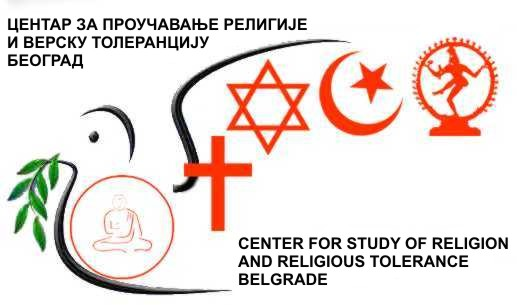 ЦЕНТАР ЗА ПРОУЧАВАЊЕ РЕЛИГИЈЕ
И ВЕРСКУ ТОЛЕРАНЦИЈУ
БЕОГРАД
CENTER FOR STUDY OF RELIGION
AND RELIGIOUS TOLERANCE
BELGRADE